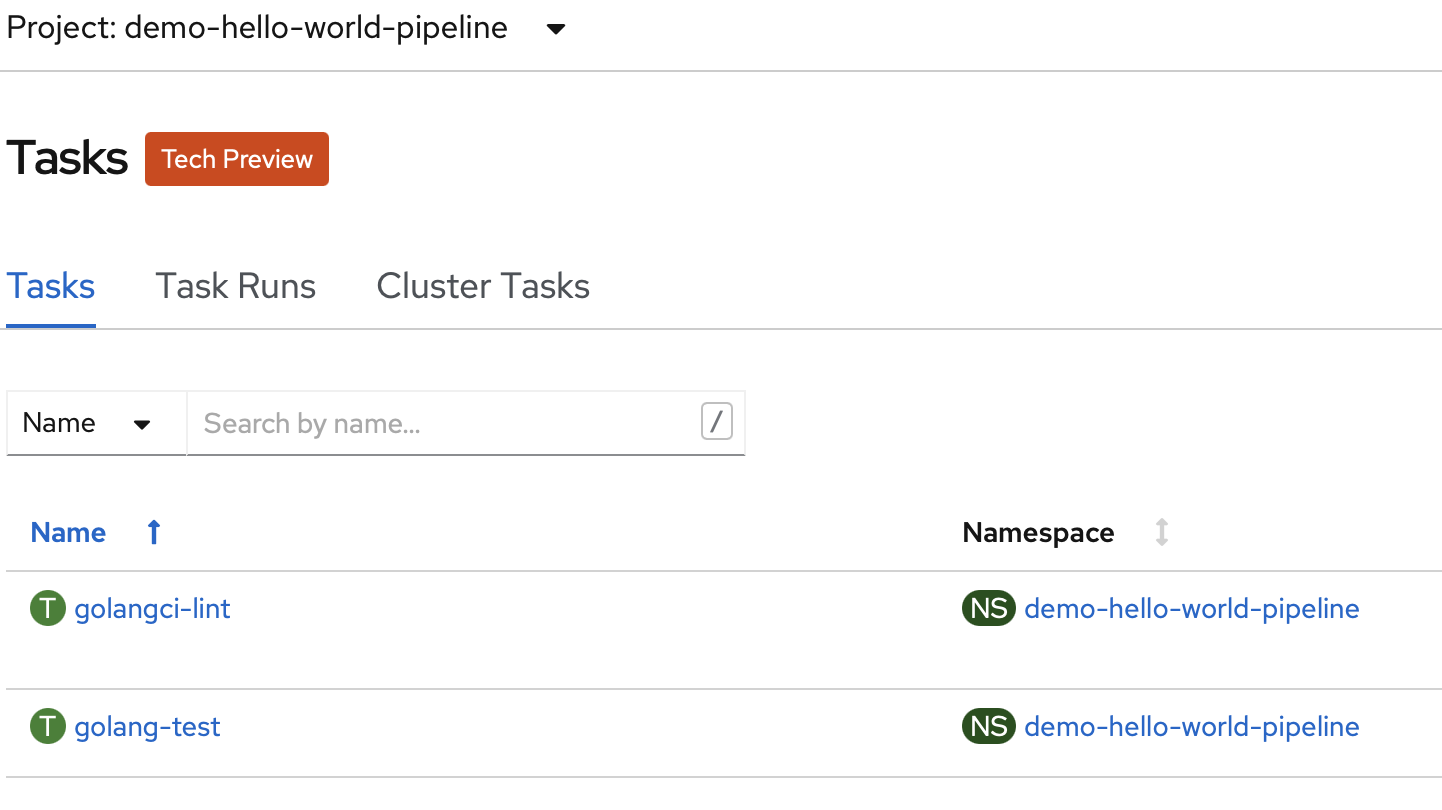 Project: demo-hello-world-pipeline
Tasks Tech Preview
Tasks Task Runs Cluster Tasks
Name Search by name... /
Name Namespace
T golangci-lint NS demo-hello-world-pipeline
T golang-test NS demo-hello-world-pipeline